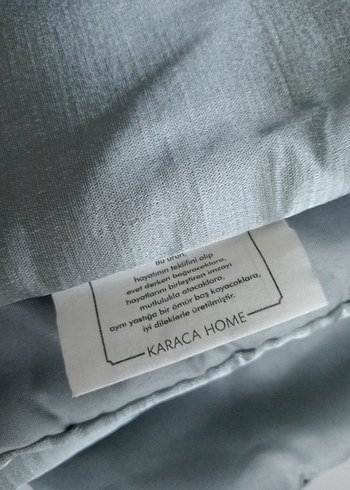 Bu ürün,
hayatının teklifini alıp
evet derken bağıracaklara,
hayatlarını birleştiren imzayı
mutlulukla atacaklara,
aynı yastığa bir ömür baş koyacaklara,
iyi dileklerle üretilmiştir.
KARACA HOME